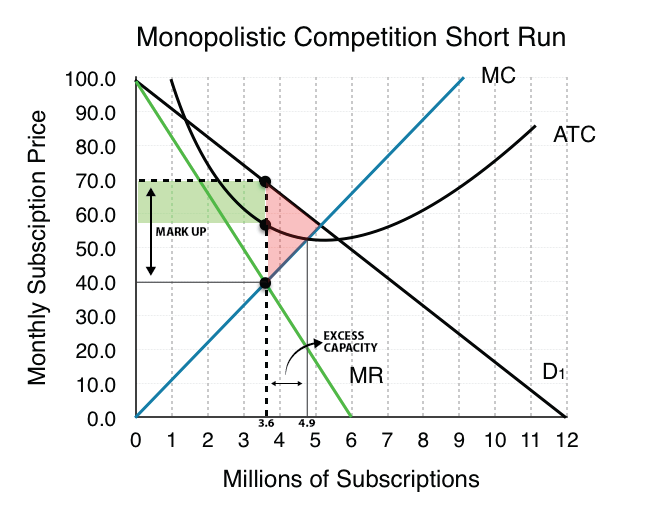 Monopolistic Competition Short Run
Monthly Subsciption Price
100.0
90.0
80.0
70.0
60.0
50.0
40.0
30.0
20.0
10.0
0.0
MC
ATC
MARK UP
EXCESS
CAPACITY
MR
D1
3.6
4.9
0 1 2 3 4 5 6 7 8 9 10 11 12
Millions of Subscriptions